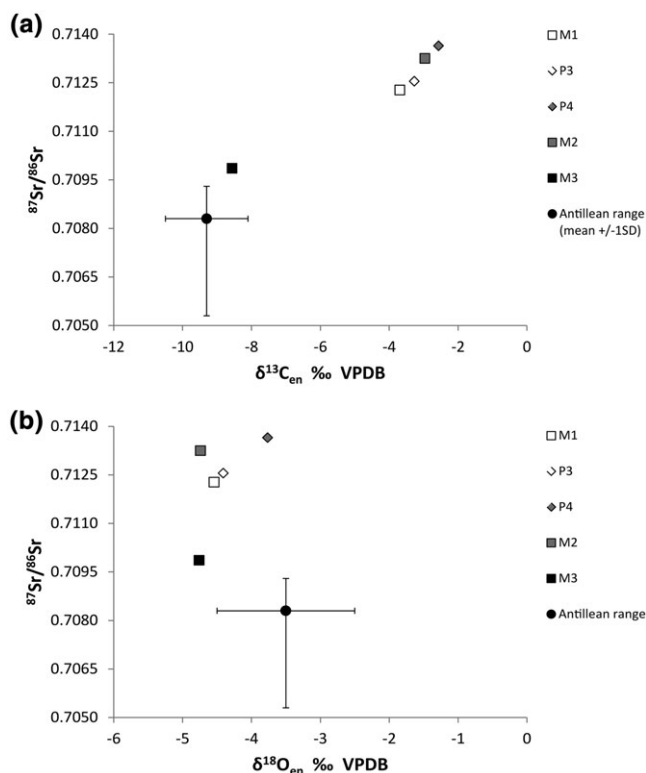 (a)
0.7140
0.7125
0.7110
0.7095
0.7080
0.7065
0.7050
⁸⁷Sr/⁸⁶Sr
-12 -10 -8 -6 -4 -2 0
δ¹³Cₑₙ ‰ VPDB
M1
P3
P4
M2
M3
Antillean range
(mean +/-1SD)
(b)
0.7140
0.7125
0.7110
0.7095
0.7080
0.7065
0.7050
⁸⁷Sr/⁸⁶Sr
-6 -5 -4 -3 -2 -1 0
δ¹⁸Oₑₙ ‰ VPDB
M1
P3
P4
M2
M3
Antillean range